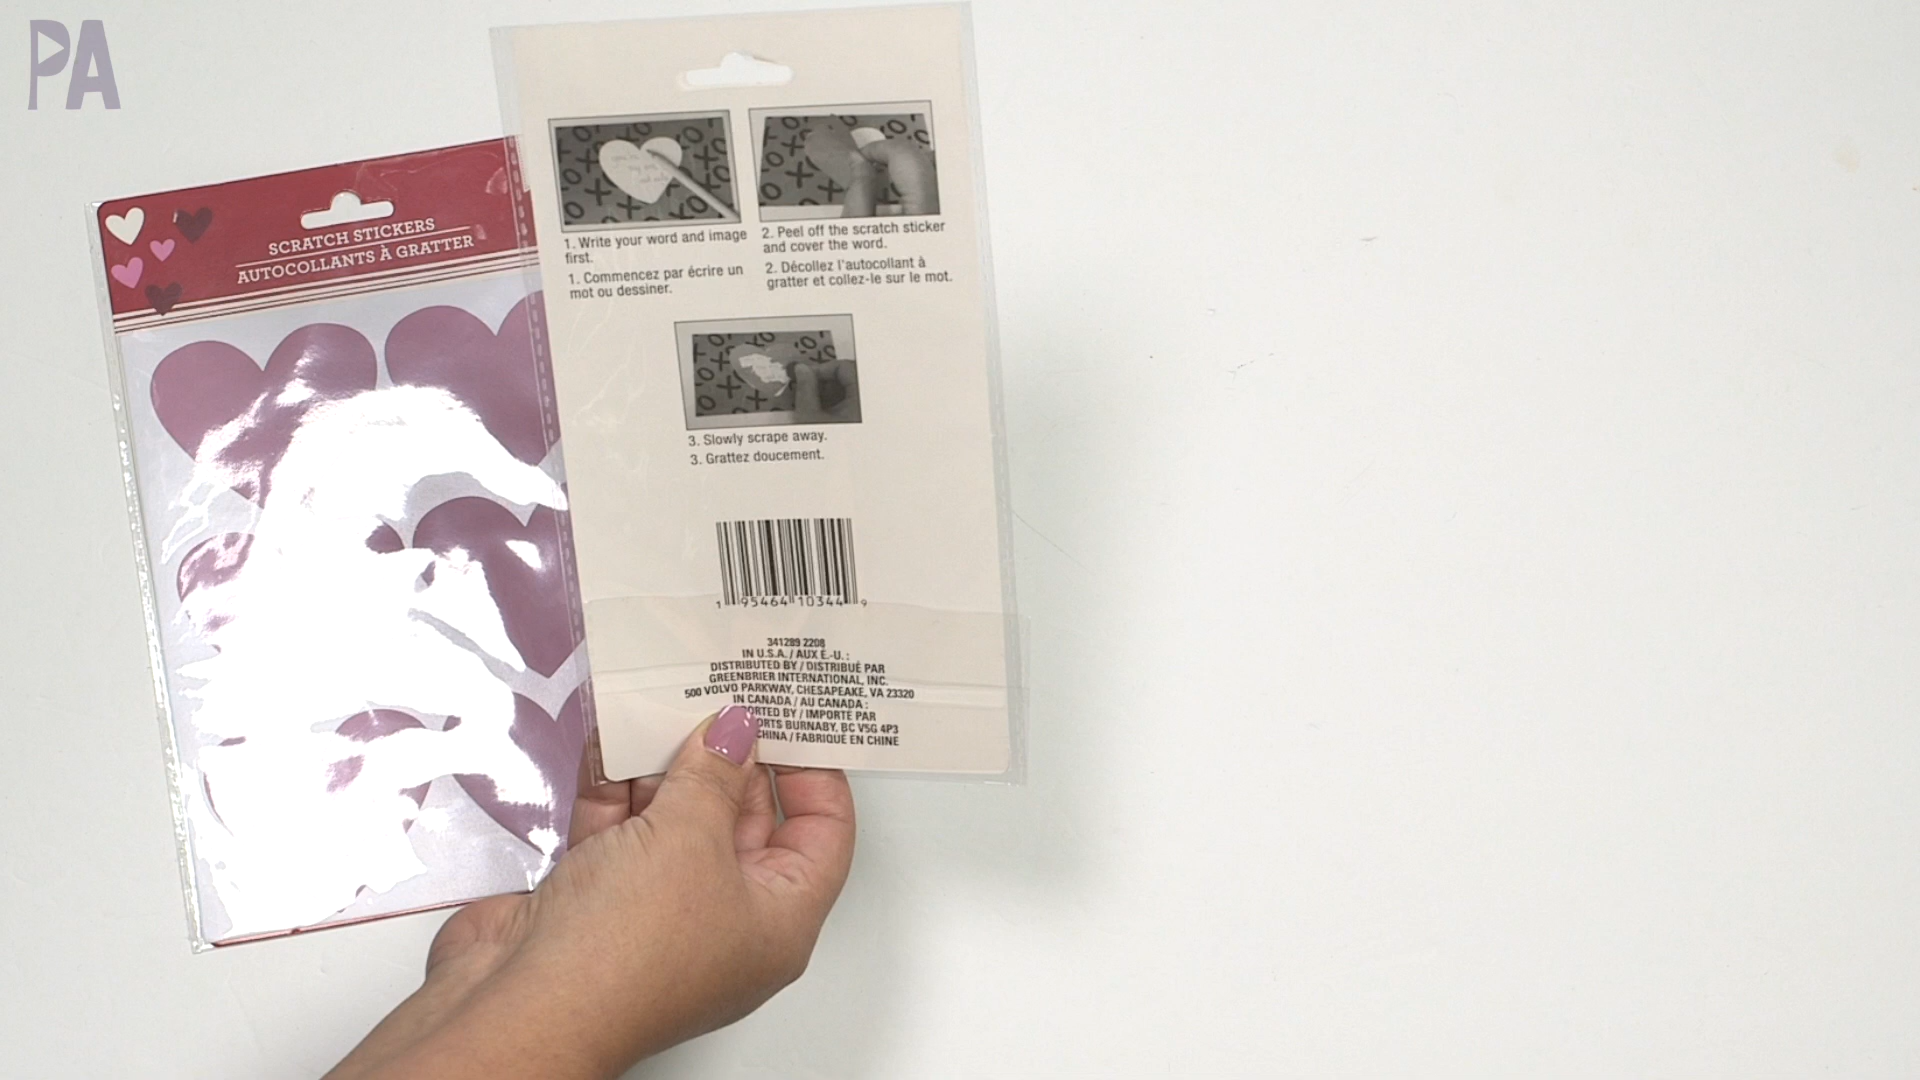 PA
SCRATCH STICKERS
AUTOCOLLANTS À GRATTER
1. Write your word and image
first.
1. Commencez par écrire un
mot ou dessiner.
2. Peel off the scratch sticker
and cover the word.
2. Décollez l'autocollant à
gratter et collez-le sur le mot.
3. Slowly scrape away.
3. Grattez doucement.
1 95464 10344 9
341289 2208
IN U.S.A. / AUX E.-U. :
DISTRIBUTED BY / DISTRIBUÉ PAR
GREENBRIER INTERNATIONAL, INC.
500 VOLVO PARKWAY, CHESAPEAKE, VA 23320
IN CANADA / AU CANADA :
BY / IMPORTÉ PAR
BURNABY, BC V5G 4P3
CHINA / FABRIQUÉ EN CHINE